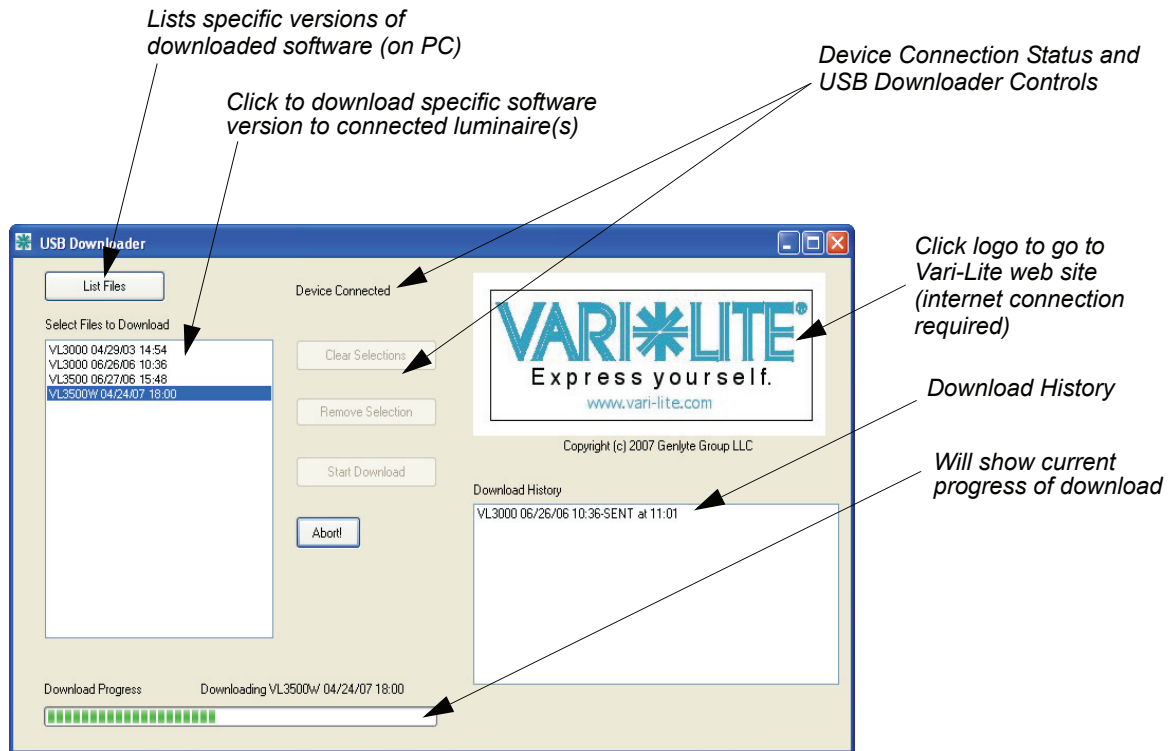 Lists specific versions of
downloaded software (on PC)
Device Connection Status and
USB Downloader Controls
Click to download specific software
version to connected luminaire(s)
USB Downloader
List Files
Device Connected
Select Files to Download
VL3000 04/29/03 14:54
VL3000 06/26/06 10:36
VL3500 06/27/06 15:48
VL3500W 04/24/07 18:00
Clear Selections
Remove Selection
Start Download
Abort!
VARI*LITE®
Express yourself.
www.vari-lite.com
Copyright (c) 2007 Genlyte Group LLC
Click logo to go to
Vari-Lite web site
(internet connection
required)
Download History
Download History
VL3000 06/26/06 10:36-SENT at 11:01
Will show current
progress of download
Download Progress
Downloading VL3500W 04/24/07 18:00